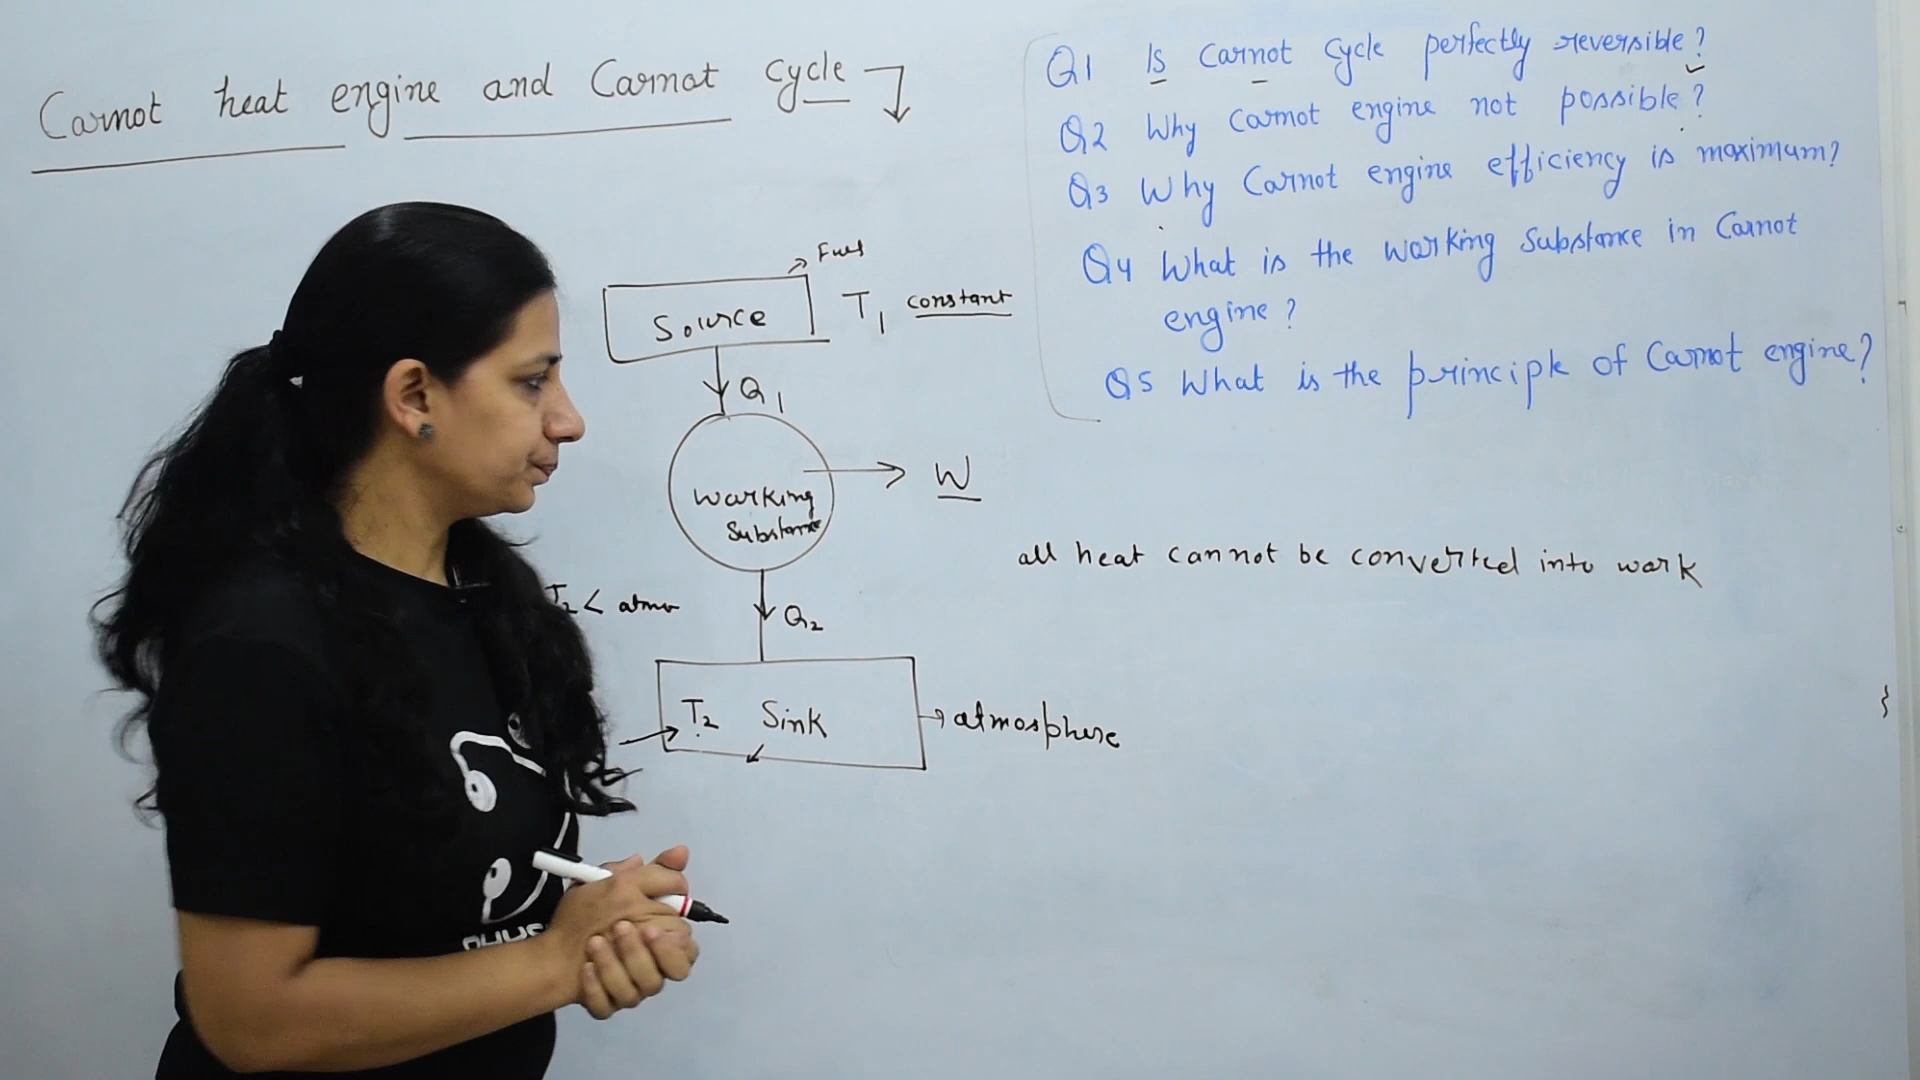 Carnot heat engine and Carnot Cycle
Q1 Is Carnot Cycle perfectly reversible?
Q2 Why Carnot engine not possible?
Q3 Why Carnot engine efficiency is maximum?
Q4 What is the working substance in Carnot
engine?
Q5 What is the principle of Carnot engine?
Fuel
Source
T1 constant
Q1
Working
Substance
W
all heat cannot be converted into work
T2 < atmo
Q2
T2 Sink
atmosphere